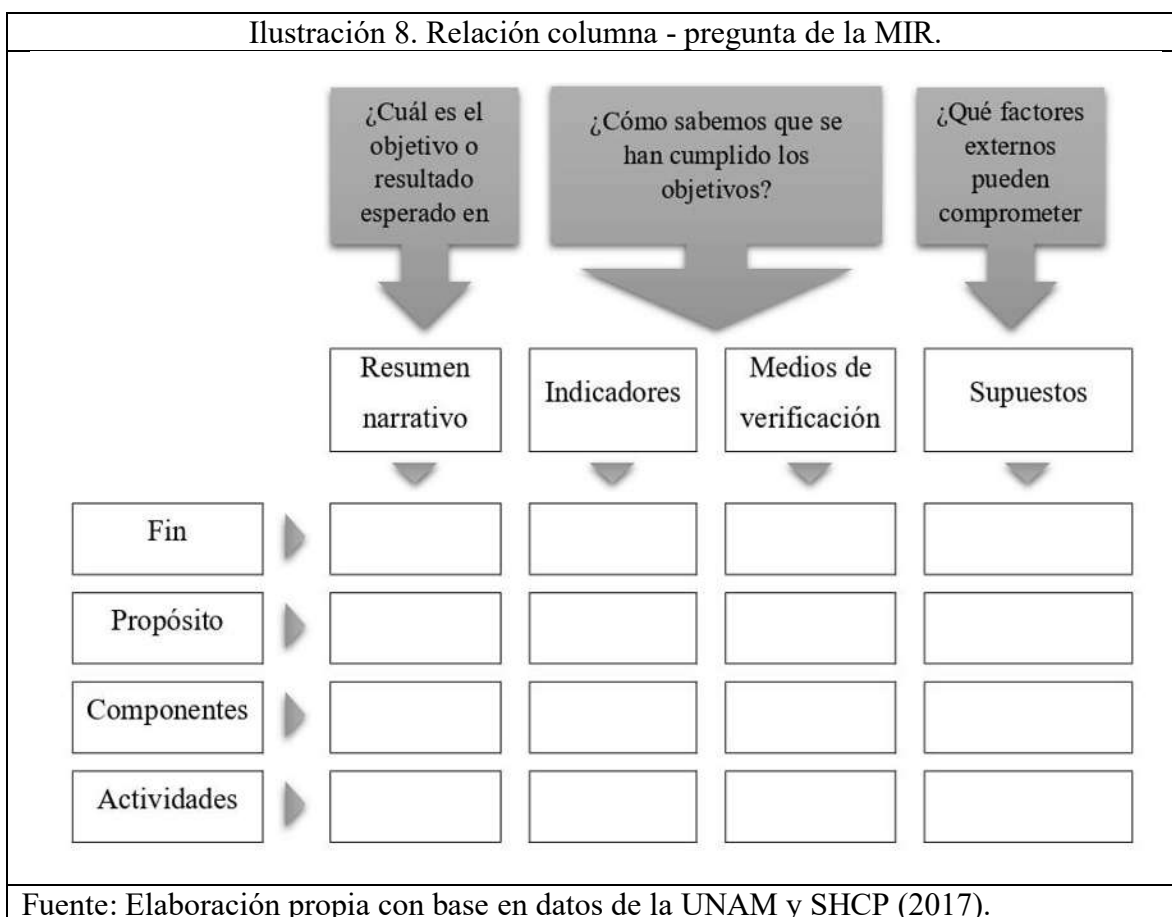 Ilustración 8. Relación columna - pregunta de la MIR.
¿Cuál es el
objetivo o
resultado
esperado en
¿Cómo sabemos que se
han cumplido los
objetivos?
¿Qué factores
externos
pueden
comprometer
Resumen
narrativo
Indicadores
Medios de
verificación
Supuestos
Fin
Propósito
Componentes
Actividades
Fuente: Elaboración propia con base en datos de la UNAM y SHCP (2017).